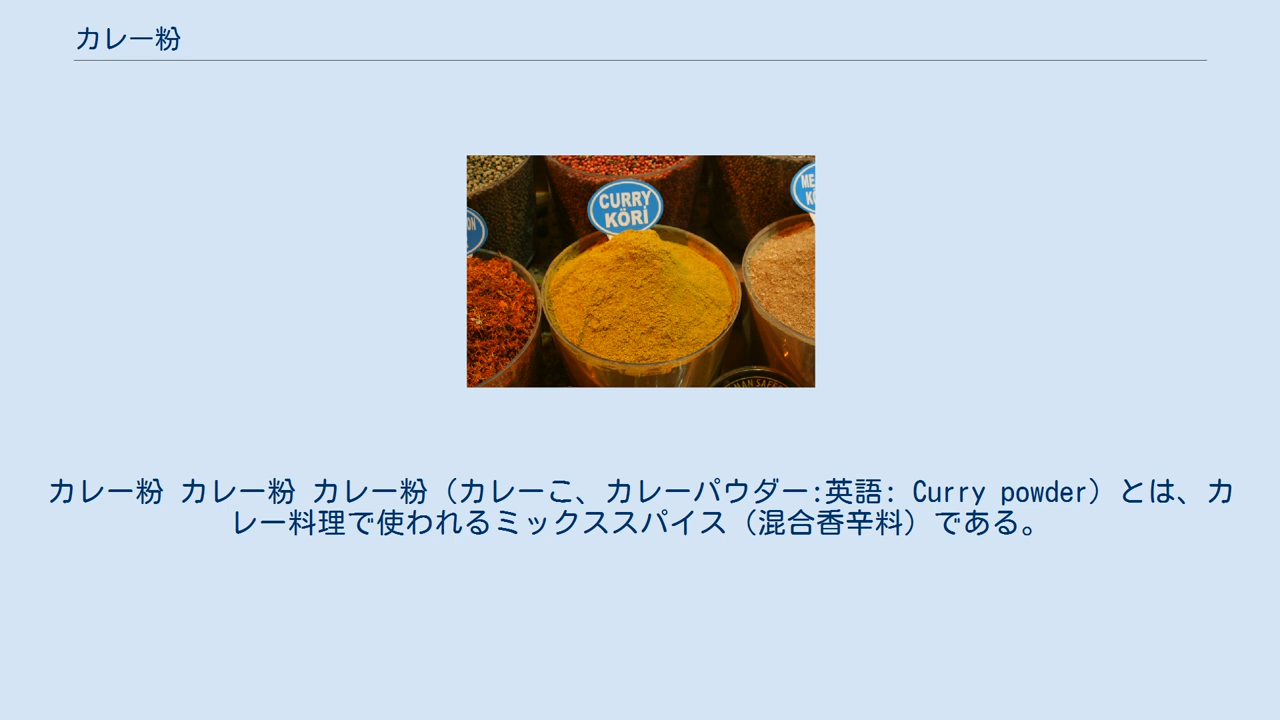 カレー粉
CURRY
KÖRİ
カレー粉 カレー粉 カレー粉（カレーこ、カレーパウダー:英語: Curry powder）とは、カ
レー料理で使われるミックススパイス（混合香辛料）である。